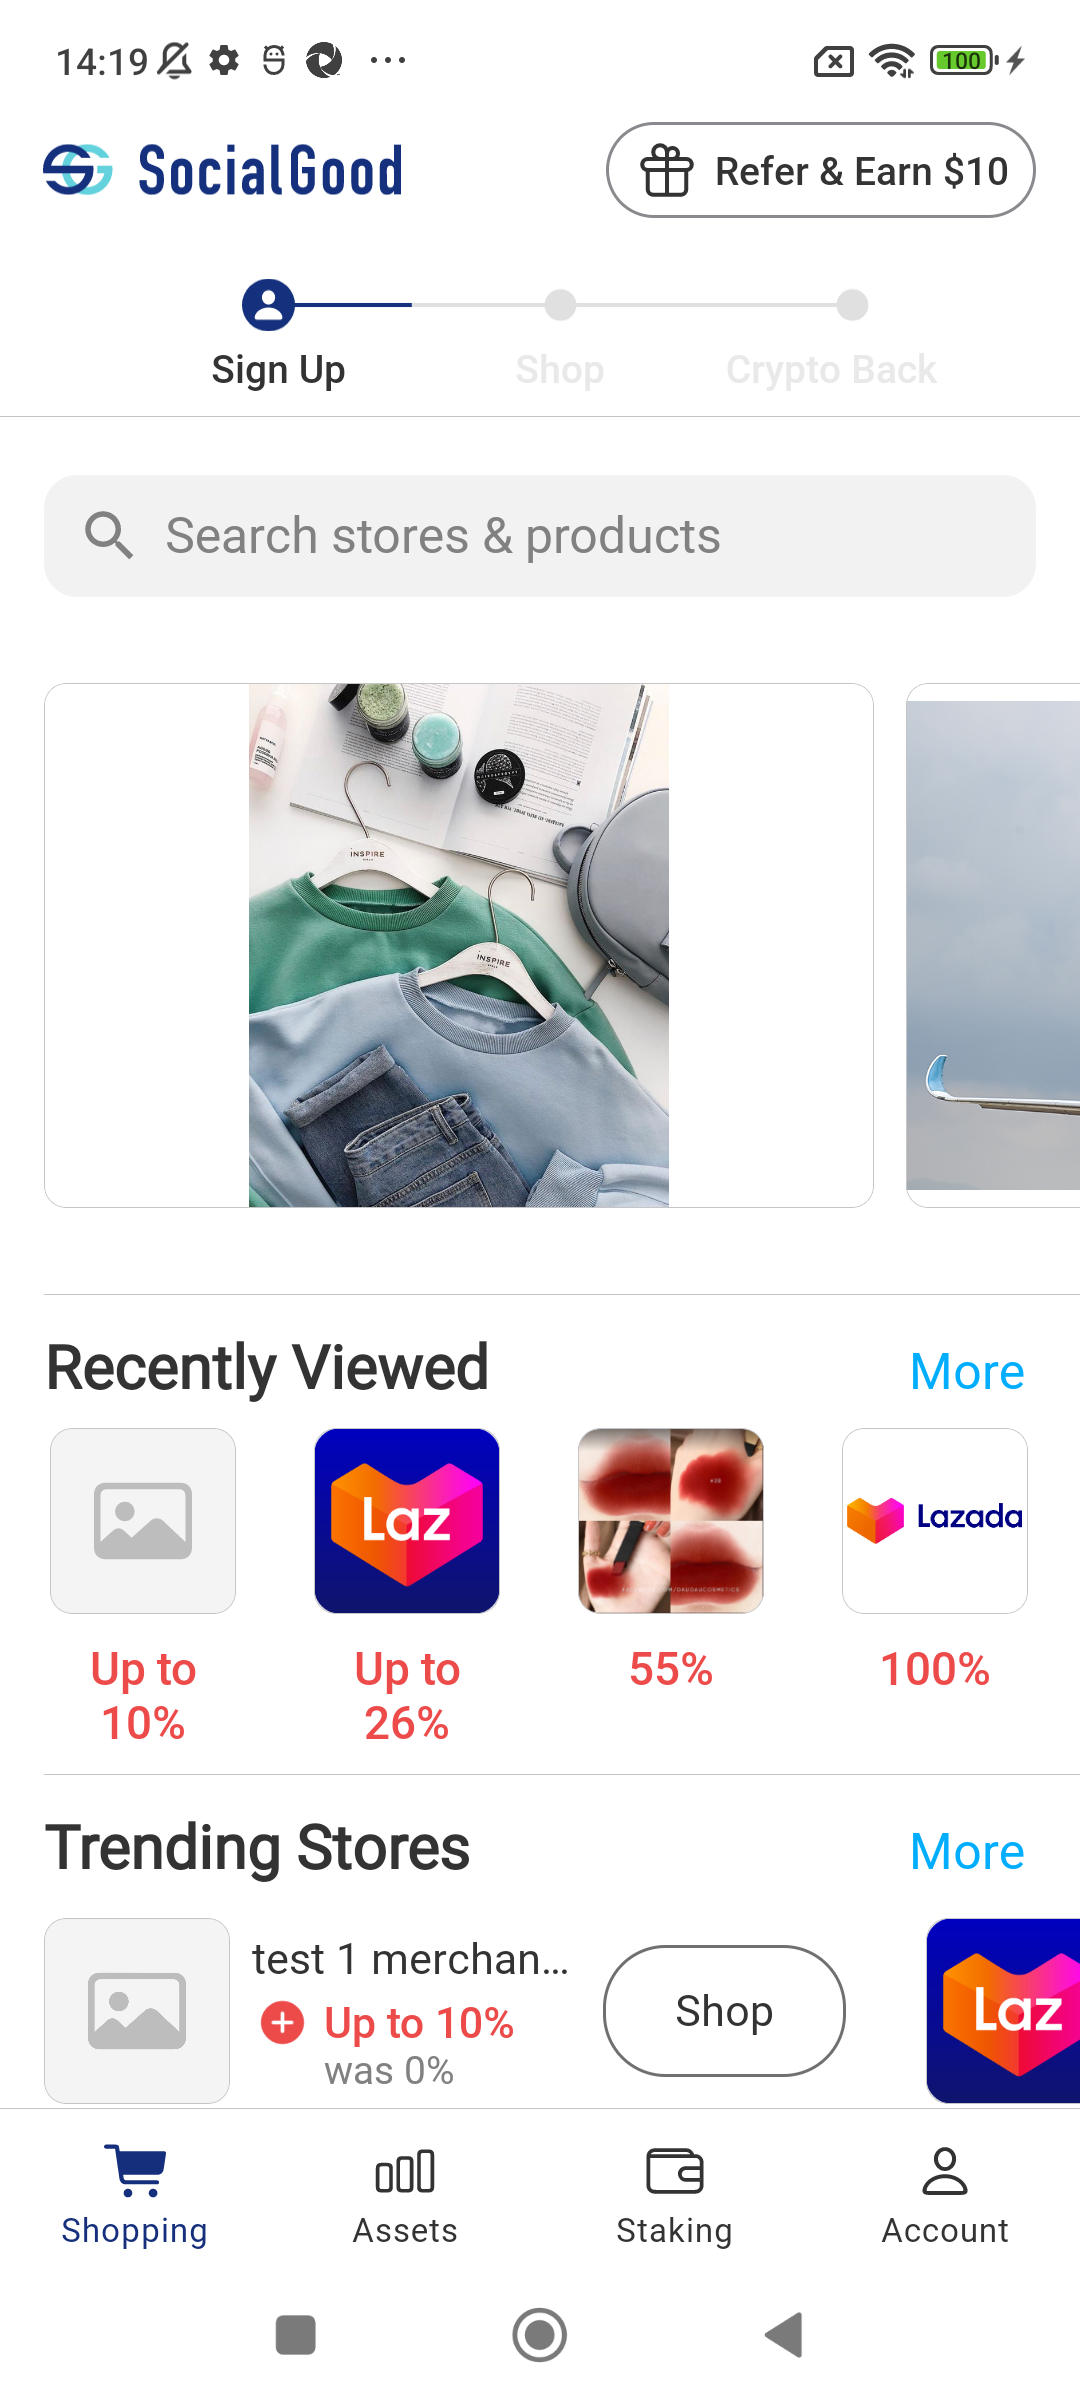 14:19
100
SocialGood
Refer & Earn $10
Sign Up
Shop
Crypto Back
Search stores & products
INSPIRE
INSPIRE
Recently Viewed
More
Laz
Lazada
Up to
10%
Up to
26%
55%
100%
Trending Stores
More
test 1 merchan...
Up to 10%
was 0%
Shop
Laz
Shopping
Assets
Staking
Account